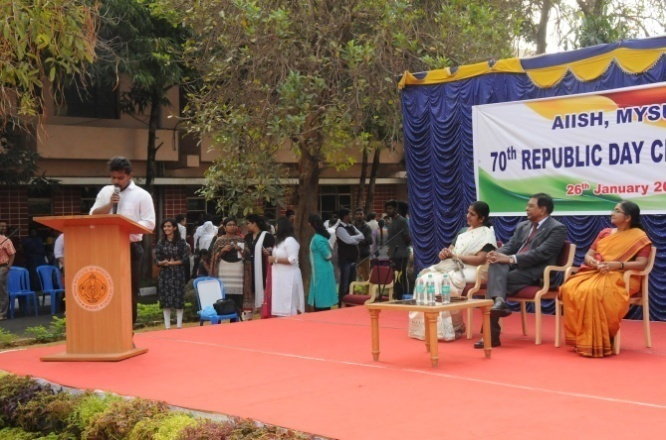 AIISH, MYSU
70th REPUBLIC DAY C
26th January 20